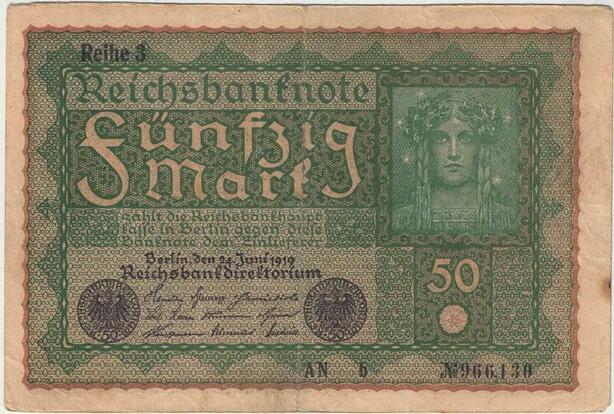 Reihe 3
Reichsbanknote
Fünfzig
Mark
zahlt die Reichsbankhaupt
kasse in Berlin gegen diese
Banknote dem Einlieferer
Berlin, den 24. Juni 1919
Reichsbankdirektorium
50
AN 6 №966130